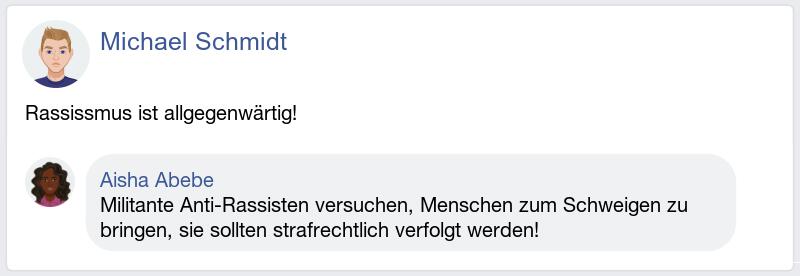 Michael Schmidt
Rassissmus ist allgegenwärtig!
Aisha Abebe
Militante Anti-Rassisten versuchen, Menschen zum Schweigen zu
bringen, sie sollten strafrechtlich verfolgt werden!